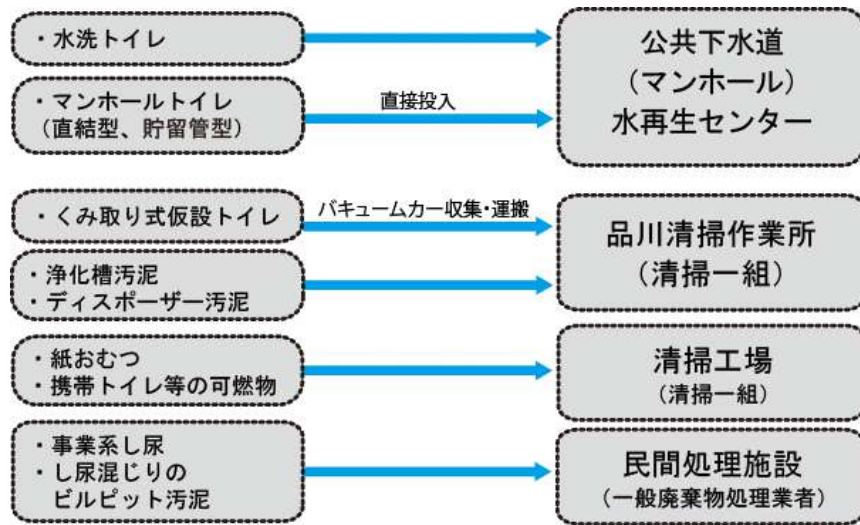 ・水洗トイレ
公共下水道
(マンホール)
水再生センター
・マンホールトイレ
(直結型、貯留管型)
直接投入
・くみ取り式仮設トイレ
バキュームカー収集・運搬
品川清掃作業所
(清掃一組)
・浄化槽汚泥
・ディスポーザー汚泥
・紙おむつ
・携帯トイレ等の可燃物
清掃工場
(清掃一組)
・事業系し尿
・し尿混じりの
ビルピット汚泥
民間処理施設
(一般廃棄物処理業者)